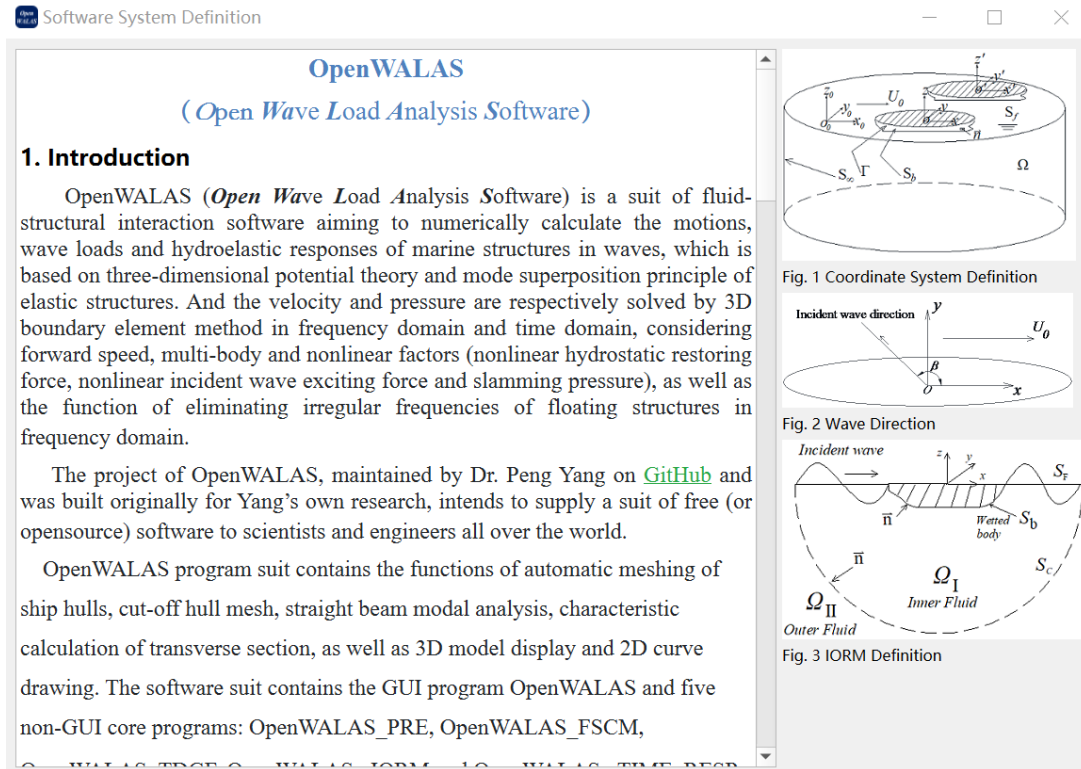 Open
WALAS
Software System Definition
OpenWALAS
(Open Wave Load Analysis Software)
1. Introduction
OpenWALAS (Open Wave Load Analysis Software) is a suit of fluid-
structural interaction software aiming to numerically calculate the motions,
wave loads and hydroelastic responses of marine structures in waves, which is
based on three-dimensional potential theory and mode superposition principle of
elastic structures. And the velocity and pressure are respectively solved by 3D
boundary element method in frequency domain and time domain, considering
forward speed, multi-body and nonlinear factors (nonlinear hydrostatic restoring
force, nonlinear incident wave exciting force and slamming pressure), as well as
the function of eliminating irregular frequencies of floating structures in
frequency domain.
The project of OpenWALAS, maintained by Dr. Peng Yang on GitHub and
was built originally for Yang's own research, intends to supply a suit of free (or
opensource) software to scientists and engineers all over the world.
OpenWALAS program suit contains the functions of automatic meshing of
ship hulls, cut-off hull mesh, straight beam modal analysis, characteristic
calculation of transverse section, as well as 3D model display and 2D curve
drawing. The software suit contains the GUI program OpenWALAS and five
non-GUI core programs: OpenWALAS_PRE, OpenWALAS_FSCM,
z'
y'
x'
o'
z0
y0
x0
O0
U0
z
y
x
o
n
Sf
S∞
Γ
Sb
Ω
Fig. 1 Coordinate System Definition
Incident wave direction
y
U0
β
O
x
Fig. 2 Wave Direction
Incident wave
z
y
x
SF
n
Wetted
body
Sb
n
SC
ΩI
Inner Fluid
ΩII
Outer Fluid
Fig. 3 IORM Definition